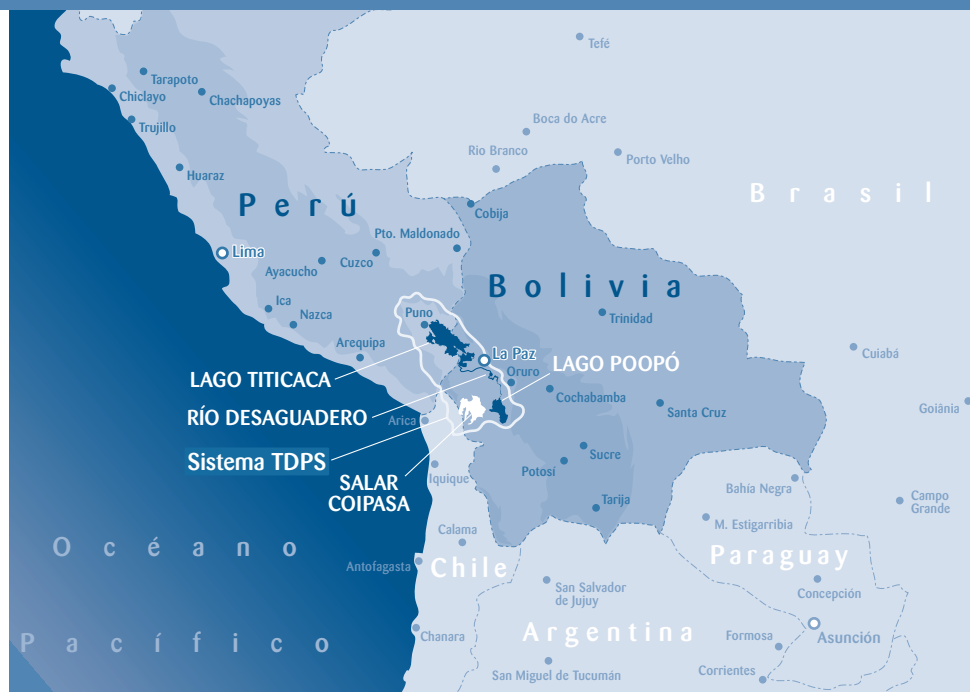 Tefé
Tarapoto
Chiclayo
Chachapoyas
Trujillo
Boca do Acre
Rio Branco
Porto Velho
Huaraz
Brasil
Perú
Cobija
Pto. Maldonado
Lima
Cuzco
Ayacucho
Bolivia
Ica
Nazca
Puno
Trinidad
Arequipa
La Paz
Cuiabá
LAGO TITICACA
Oruro
LAGO POOPÓ
Cochabamba
RÍO DESAGUADERO
Arica
Santa Cruz
Goiânia
Sistema TDPS
Sucre
Potosí
SALAR
COIPASA
Iquique
Bahía Negra
Tarija
Campo
Grande
M. Estigarribia
Calama
Océano
Antofagasta
Chile
Paraguay
San Salvador
de Jujuy
Concepción
Pacífico
Chanara
Argentina
Formosa
Asunción
San Miguel de Tucumán
Corrientes